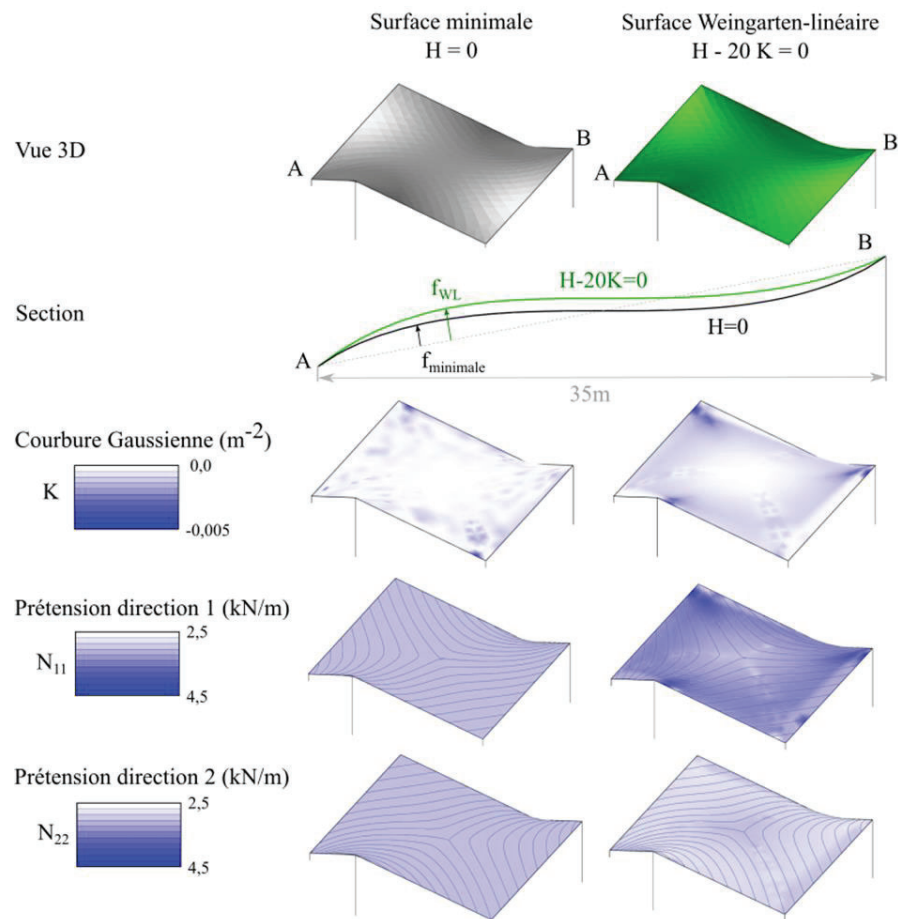 Surface minimale
H = 0
Surface Weingarten-linéaire
H - 20 K = 0
Vue 3D
A
B
A
B
Section
A
B
f_WL
H-20K=0
f_minimale
H=0
35m
Courbure Gaussienne (m^-2)
K
0,0
-0,005
Prétension direction 1 (kN/m)
N_11
2,5
4,5
Prétension direction 2 (kN/m)
N_22
2,5
4,5